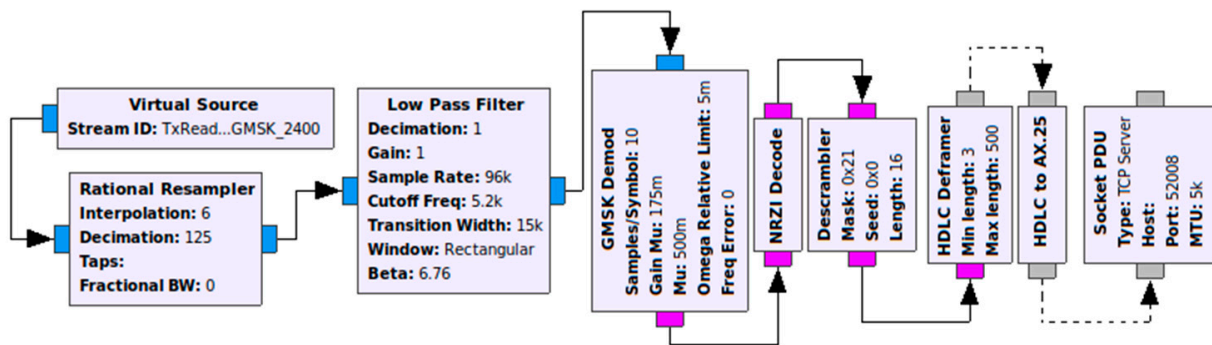 Virtual Source
Stream ID: TxRead...GMSK_2400
Rational Resampler
Interpolation: 6
Decimation: 125
Taps:
Fractional BW: 0
Low Pass Filter
Decimation: 1
Gain: 1
Sample Rate: 96k
Cutoff Freq: 5.2k
Transition Width: 15k
Window: Rectangular
Beta: 6.76
GMSK Demod
Samples/Symbol: 10
Gain Mu: 175m
Mu: 500m
Omega Relative Limit: 5m
Freq Error: 0
NRZI Decode
Descrambler
Mask: 0x21
Seed: 0x0
Length: 16
HDLC Deframer
Min length: 3
Max length: 500
HDLC to AX.25
Socket PDU
Type: TCP Server
Host:
Port: 52008
MTU: 5k